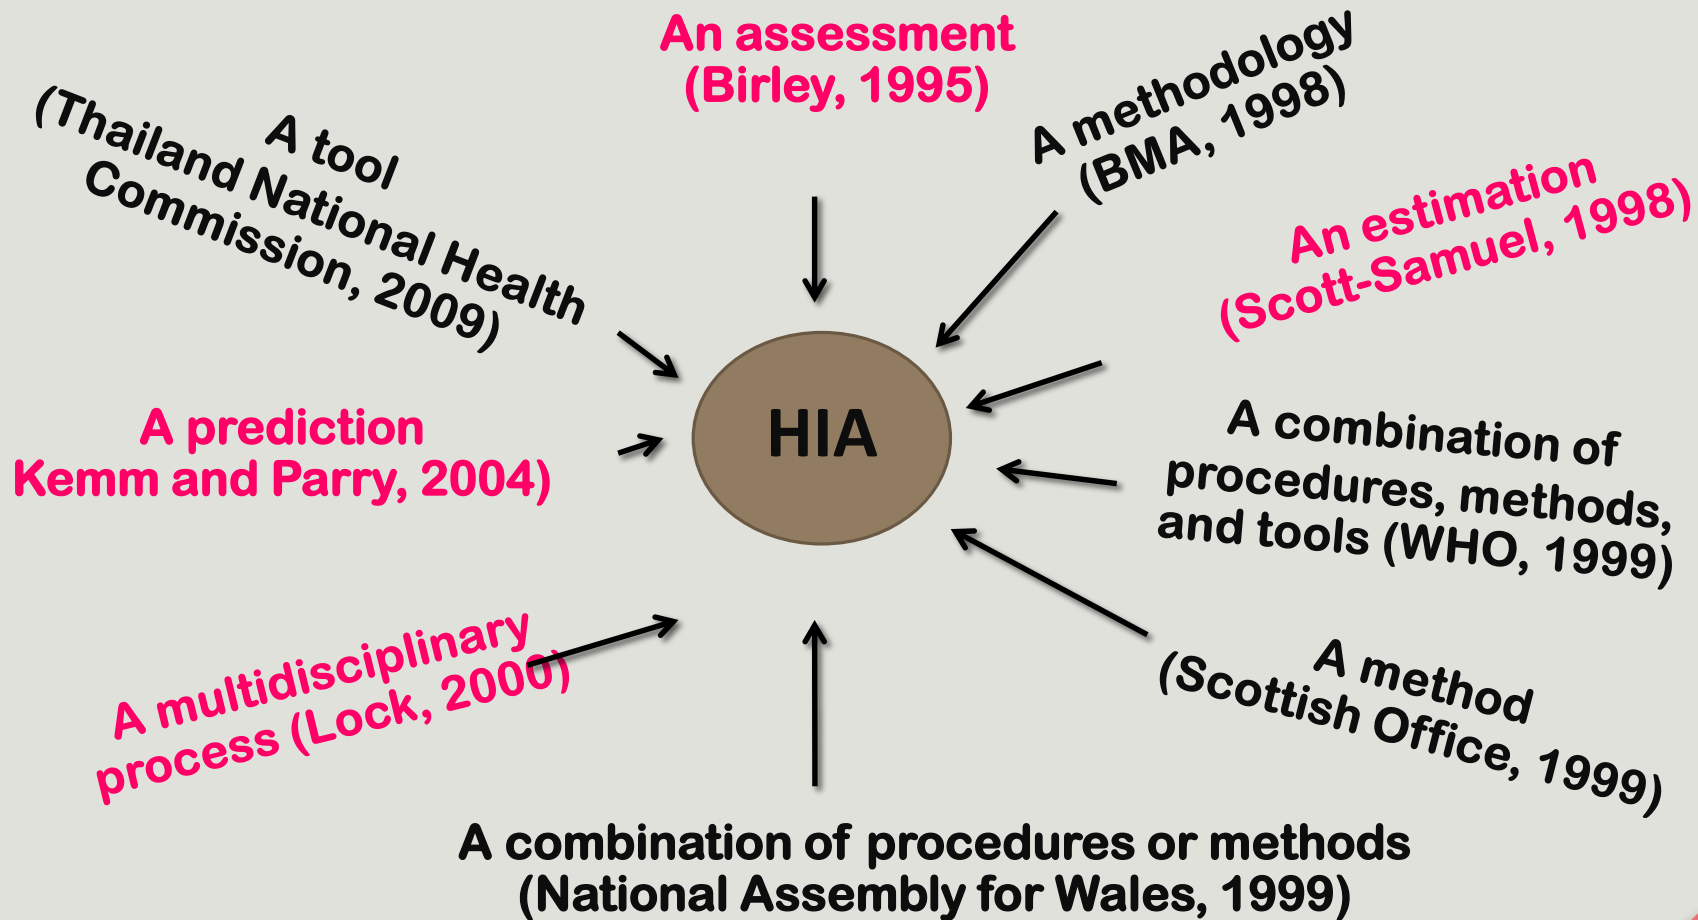 An assessment
(Birley, 1995)
A methodology
(BMA, 1998)
An estimation
(Scott-Samuel, 1998)
A combination of
procedures, methods,
and tools (WHO, 1999)
A method
(Scottish Office, 1999)
A combination of procedures or methods
(National Assembly for Wales, 1999)
A multidisciplinary
process (Lock, 2000)
A prediction
Kemm and Parry, 2004)
A tool
(Thailand National Health
Commission, 2009)
HIA